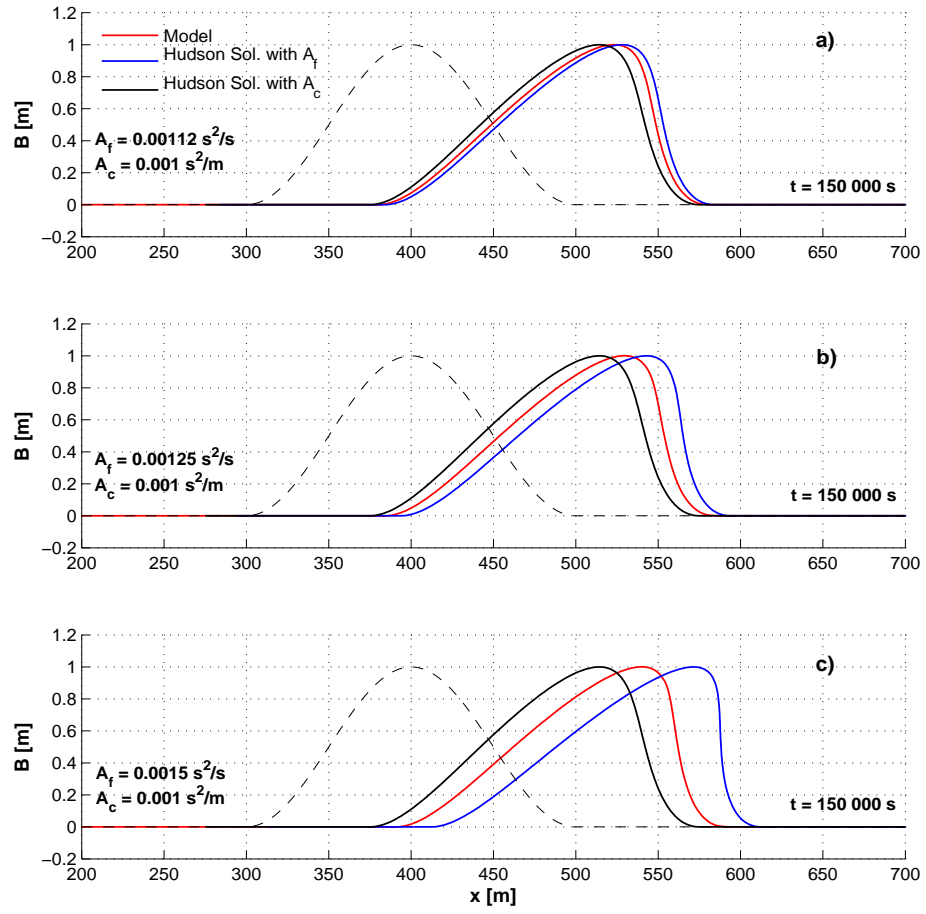 1.2
1
0.8
0.6
0.4
0.2
0
−0.2
B [m]
Model
Hudson Sol. with A_f
Hudson Sol. with A_c
a)
A_f = 0.00112 s^2/s
A_c = 0.001 s^2/m
t = 150 000 s
200 250 300 350 400 450 500 550 600 650 700
1.2
1
0.8
0.6
0.4
0.2
0
−0.2
B [m]
b)
A_f = 0.00125 s^2/s
A_c = 0.001 s^2/m
t = 150 000 s
200 250 300 350 400 450 500 550 600 650 700
1.2
1
0.8
0.6
0.4
0.2
0
−0.2
B [m]
c)
A_f = 0.0015 s^2/s
A_c = 0.001 s^2/m
t = 150 000 s
200 250 300 350 400 450 500 550 600 650 700
x [m]